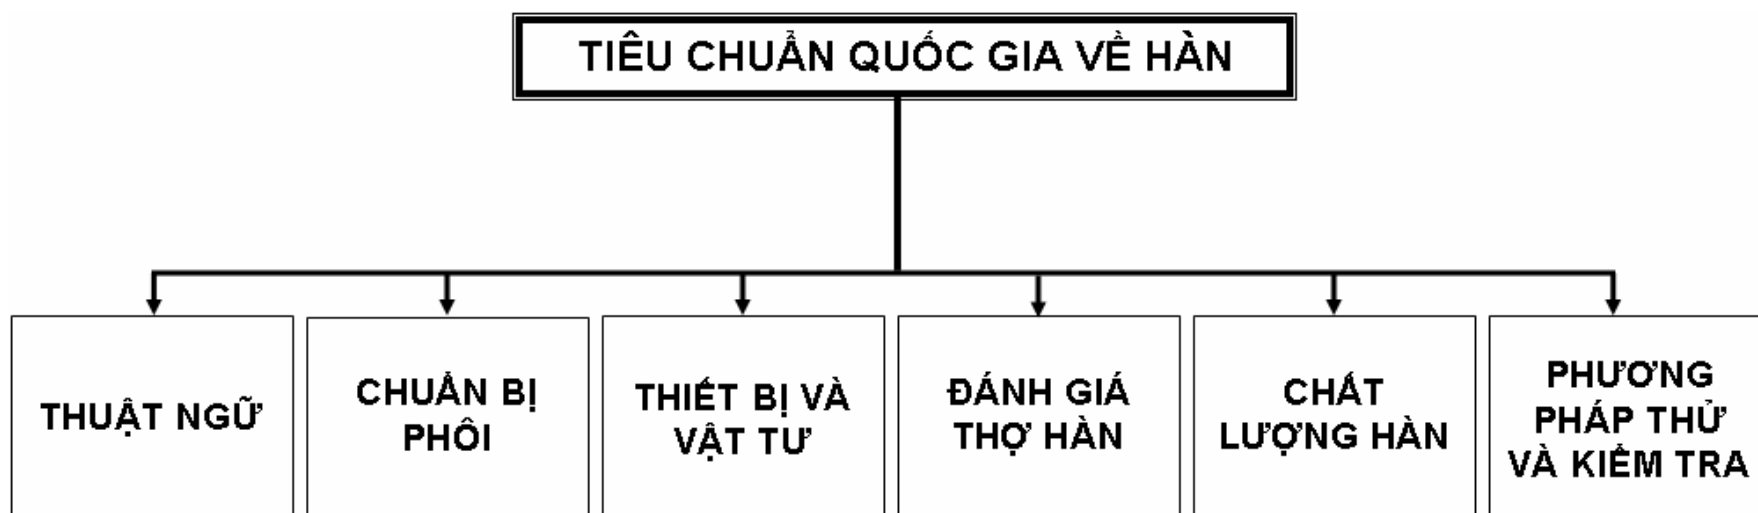 TIÊU CHUẨN QUỐC GIA VỀ HÀN
THUẬT NGỮ
CHUẨN BỊ
PHÔI
THIẾT BỊ VÀ
VẬT TƯ
ĐÁNH GIÁ
THỢ HÀN
CHẤT
LƯỢNG HÀN
PHƯƠNG
PHÁP THỬ
VÀ KIỂM TRA